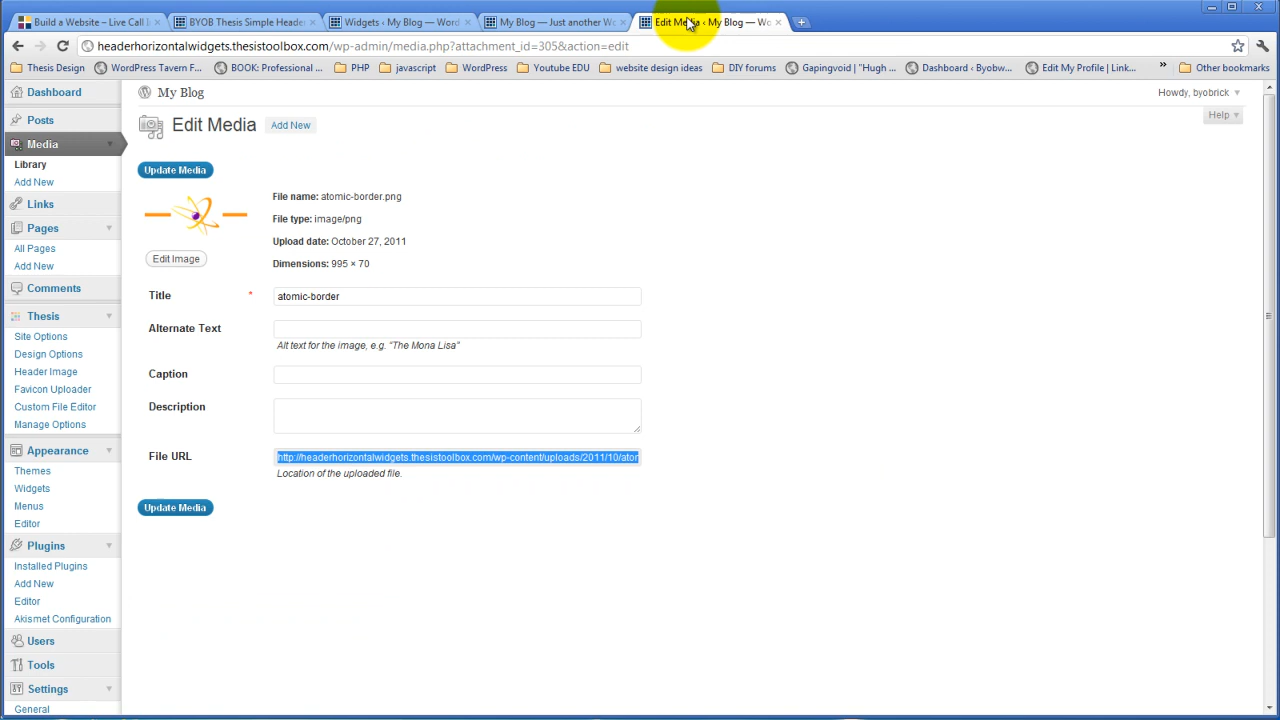 Build a Website – Live Call
BYOB Thesis Simple Header
Widgets ‹ My Blog — Word
My Blog — Just another Wo
Edit Media ‹ My Blog — Wo
headerhorizontalwidgets.thesistoolbox.com/wp-admin/media.php?attachment_id=305&action=edit
Thesis Design
WordPress Tavern F...
BOOK: Professional ...
PHP
javascript
WordPress
Youtube EDU
website design ideas
DIY forums
Gapingvoid | "Hugh ...
Dashboard ‹ Byobw...
Edit My Profile | Link...
»
Other bookmarks
Dashboard
Posts
Media
Library
Add New
Links
Pages
All Pages
Add New
Comments
Thesis
Site Options
Design Options
Header Image
Favicon Uploader
Custom File Editor
Manage Options
Appearance
Themes
Widgets
Menus
Editor
Plugins
Installed Plugins
Add New
Editor
Akismet Configuration
Users
Tools
Settings
General
My Blog
Howdy, byobrick
Help
Edit Media
Add New
Update Media
File name: atomic-border.png
File type: image/png
Upload date: October 27, 2011
Dimensions: 995 × 70
Edit Image
Title * atomic-border
Alternate Text
Alt text for the image, e.g. "The Mona Lisa"
Caption
Description
File URL http://headerhorizontalwidgets.thesistoolbox.com/wp-content/uploads/2011/10/ator
Location of the uploaded file.
Update Media